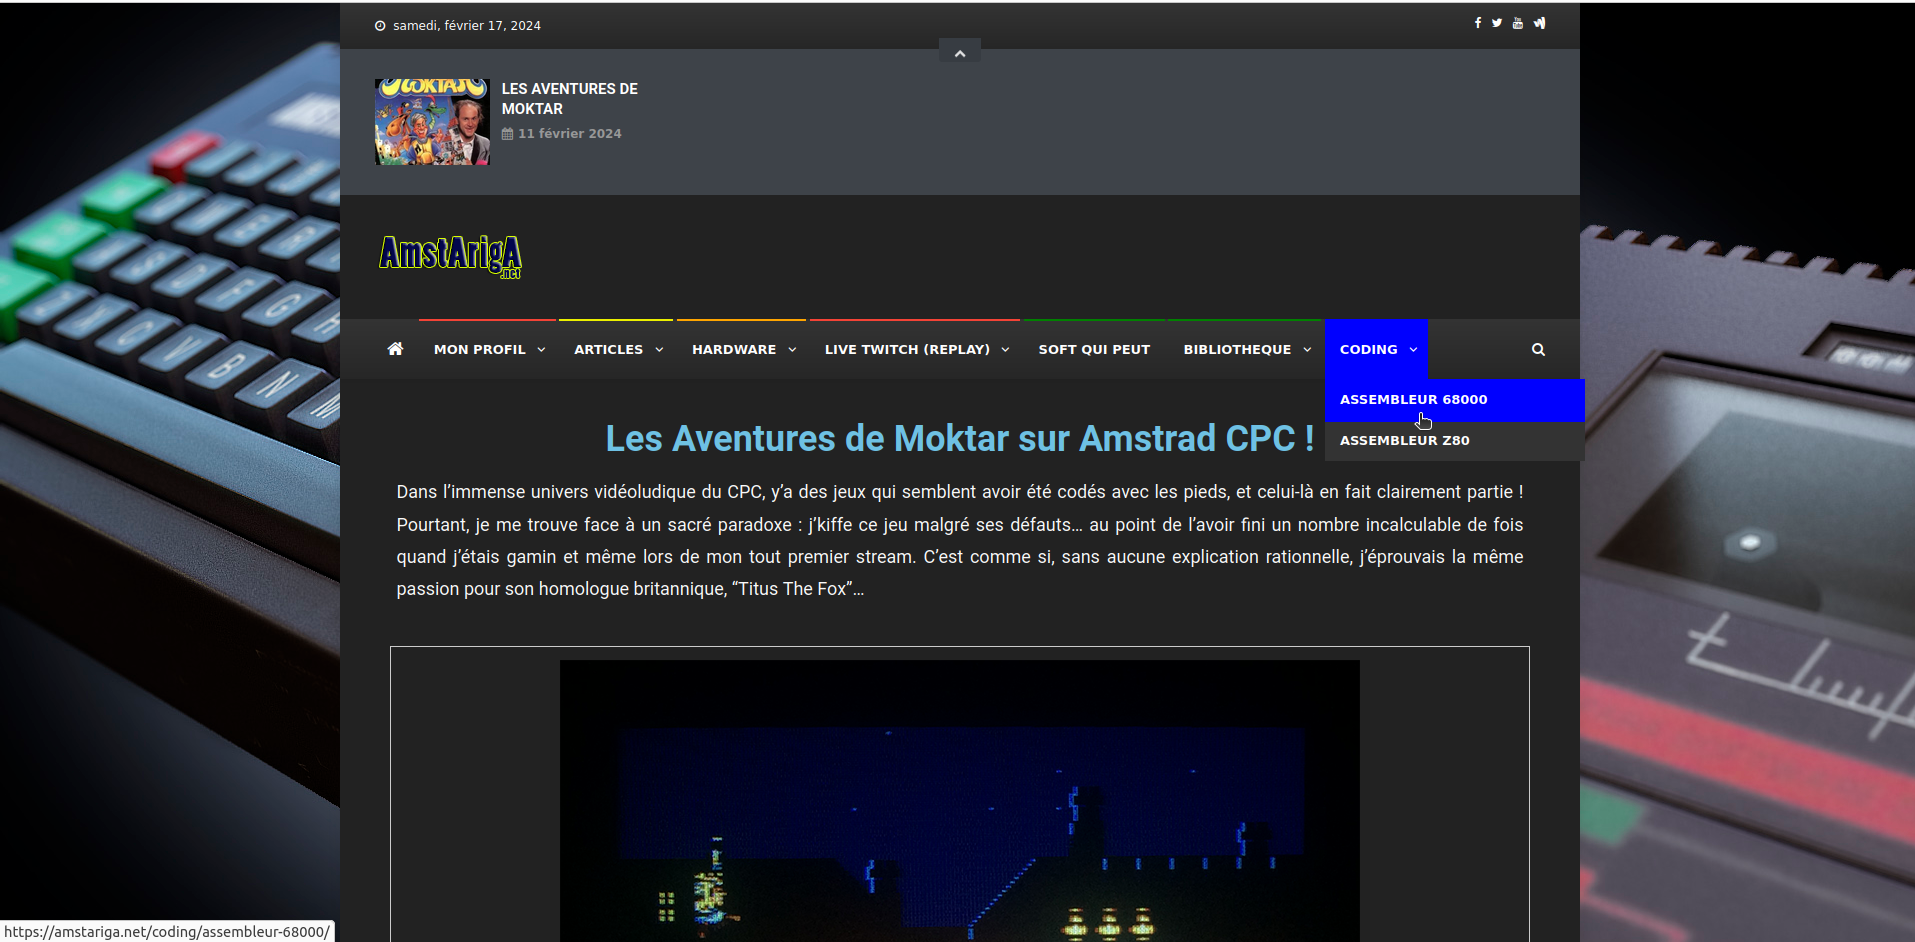 samedi, février 17, 2024
LES AVENTURES DE
MOKTAR
11 février 2024
AmstArigA
.net
MON PROFIL
ARTICLES
HARDWARE
LIVE TWITCH (REPLAY)
SOFT QUI PEUT
BIBLIOTHEQUE
CODING
ASSEMBLEUR 68000
ASSEMBLEUR Z80
Les Aventures de Moktar sur Amstrad CPC !
Dans l’immense univers vidéoludique du CPC, y’a des jeux qui semblent avoir été codés avec les pieds, et celui-là en fait clairement partie !
Pourtant, je me trouve face à un sacré paradoxe : j’kiffe ce jeu malgré ses défauts… au point de l’avoir fini un nombre incalculable de fois
quand j’étais gamin et même lors de mon tout premier stream. C’est comme si, sans aucune explication rationnelle, j’éprouvais la même
passion pour son homologue britannique, “Titus The Fox”…
https://amstariga.net/coding/assembleur-68000/